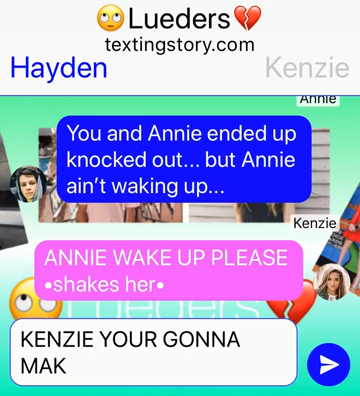 🙄Lueders💔
textingstory.com
Hayden Kenzie
Annie
You and Annie ended up
knocked out... but Annie
ain’t waking up...
Kenzie
ANNIE WAKE UP PLEASE
•shakes her•
Lueders
KENZIE YOUR GONNA
MAK